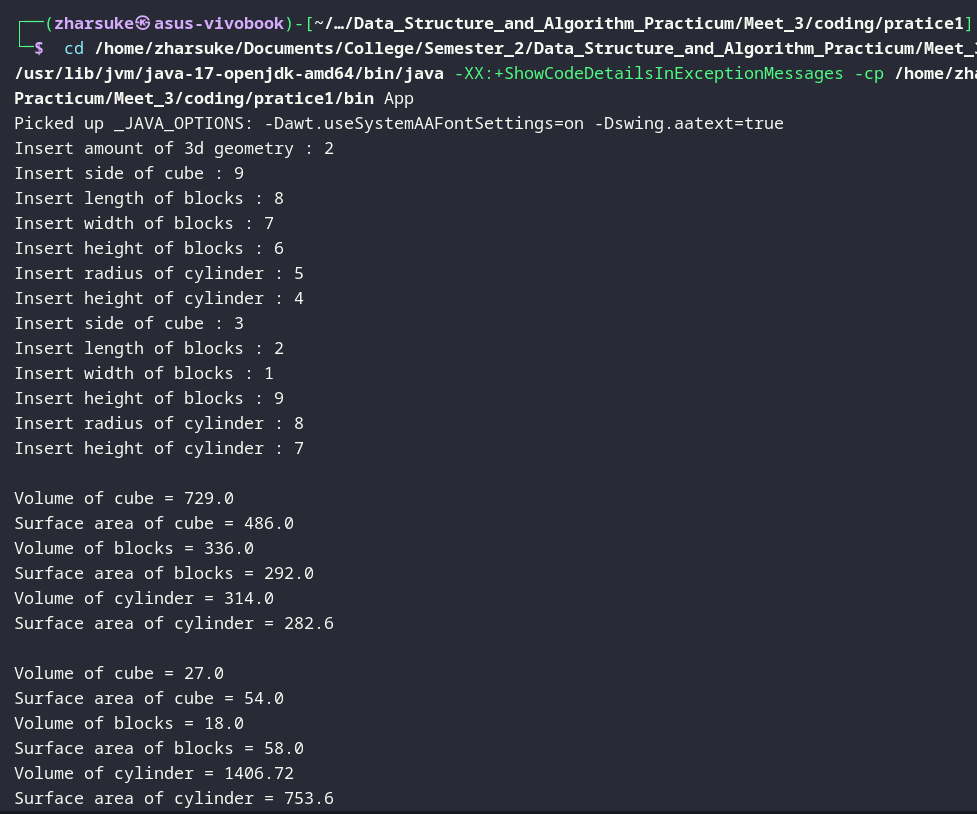 ┌──(zharsuke㉿asus-vivobook)-[~/…/Data_Structure_and_Algorithm_Practicum/Meet_3/coding/pratice1]
└─$  cd /home/zharsuke/Documents/College/Semester_2/Data_Structure_and_Algorithm_Practicum/Meet_
/usr/lib/jvm/java-17-openjdk-amd64/bin/java -XX:+ShowCodeDetailsInExceptionMessages -cp /home/zha
Practicum/Meet_3/coding/pratice1/bin App
Picked up _JAVA_OPTIONS: -Dawt.useSystemAAFontSettings=on -Dswing.aatext=true
Insert amount of 3d geometry : 2
Insert side of cube : 9
Insert length of blocks : 8
Insert width of blocks : 7
Insert height of blocks : 6
Insert radius of cylinder : 5
Insert height of cylinder : 4
Insert side of cube : 3
Insert length of blocks : 2
Insert width of blocks : 1
Insert height of blocks : 9
Insert radius of cylinder : 8
Insert height of cylinder : 7

Volume of cube = 729.0
Surface area of cube = 486.0
Volume of blocks = 336.0
Surface area of blocks = 292.0
Volume of cylinder = 314.0
Surface area of cylinder = 282.6

Volume of cube = 27.0
Surface area of cube = 54.0
Volume of blocks = 18.0
Surface area of blocks = 58.0
Volume of cylinder = 1406.72
Surface area of cylinder = 753.6